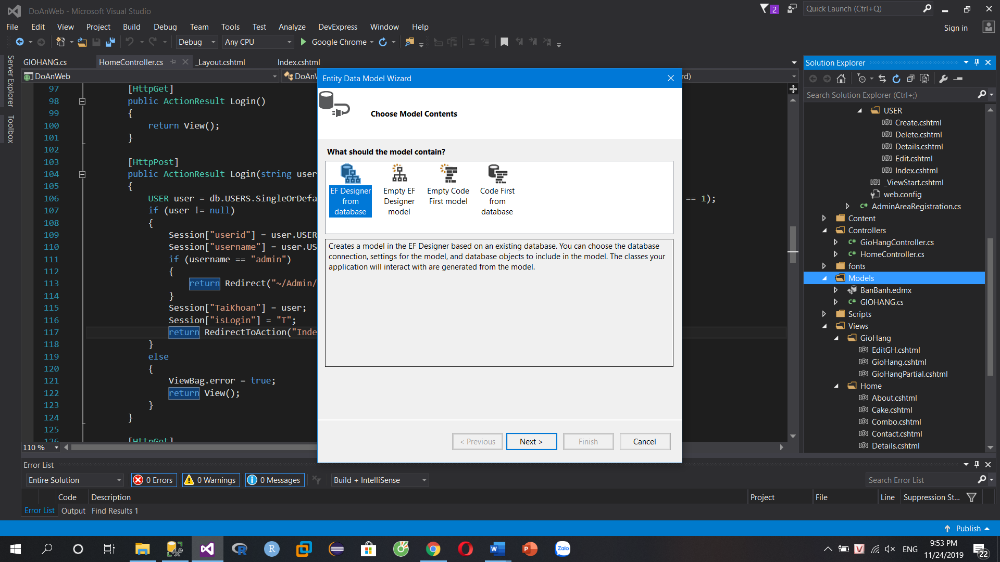 DoAnWeb - Microsoft Visual Studio
2
Quick Launch (Ctrl+Q)
File Edit View Project Build Debug Team Tools Test Analyze DevExpress Window Help
Sign in
Debug Any CPU Google Chrome
Server Explorer
Toolbox
GIOHANG.cs HomeController.cs _Layout.cshtml Index.cshtml
DoAnWeb
97 [HttpGet]
98 public ActionResult Login()
99 {
100 return View();
101 }
102
103 [HttpPost]
104 public ActionResult Login(string user
105 {
106 USER user = db.USERS.SingleOrDefa == 1);
107 if (user != null)
108 {
109 Session["userid"] = user.USER
110 Session["username"] = user.US
111 if (username == "admin")
112 {
113 return Redirect("~/Admin/
114 }
115 Session["TaiKhoan"] = user;
116 Session["isLogin"] = "T";
117 return RedirectToAction("Inde
118 }
119 else
120 {
121 ViewBag.error = true;
122 return View();
123 }
124 }
125
126 [HttpGet]
110 %
Entity Data Model Wizard
Choose Model Contents
What should the model contain?
EF Designer from database
Empty EF Designer model
Empty Code First model
Code First from database
Creates a model in the EF Designer based on an existing database. You can choose the database
connection, settings for the model, and database objects to include in the model. The classes your
application will interact with are generated from the model.
< Previous Next > Finish Cancel
Solution Explorer
Search Solution Explorer (Ctrl+;)
USER
Create.cshtml
Delete.cshtml
Details.cshtml
Edit.cshtml
Index.cshtml
_ViewStart.cshtml
web.config
AdminAreaRegistration.cs
Content
Controllers
GioHangController.cs
HomeController.cs
fonts
Models
BanBanh.edmx
GIOHANG.cs
Scripts
Views
GioHang
EditGH.cshtml
GioHang.cshtml
GioHangPartial.cshtml
Home
About.cshtml
Cake.cshtml
Combo.cshtml
Contact.cshtml
Details.cshtml
Error List
Entire Solution 0 Errors 0 Warnings 0 Messages Build + IntelliSense Search Error List
Code Description Project File Line Suppression St...
Error List Output Find Results 1
Publish
ENG
9:53 PM
11/24/2019
22
Zalo